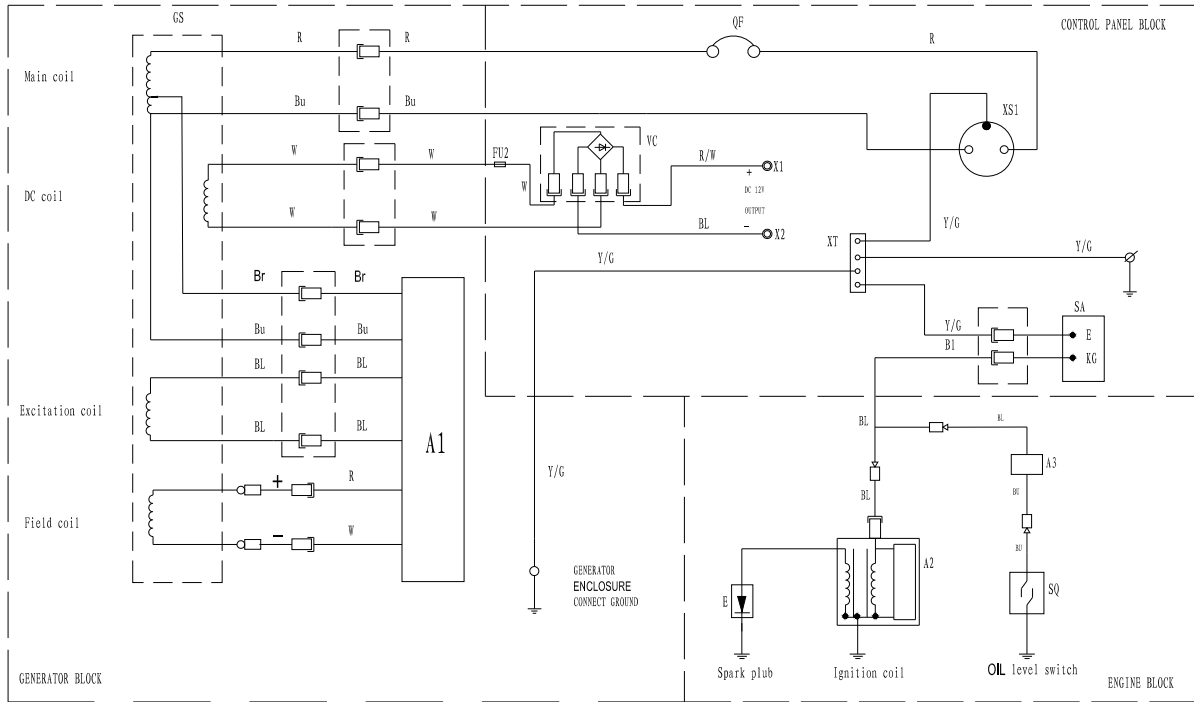 GS
QF
CONTROL PANEL BLOCK
R
R
R
Main coil
XS1
Bu
Bu
VC
W
W
FU2
R/W
X1
+
W
DC 12V
DC coil
OUTPUT
W
W
BL
-
X2
Y/G
XT
Y/G
Y/G
Br
Br
SA
Bu
Bu
Y/G
E
BL
BL
B1
KG
Excitation coil
BL
BL
BL
BL
A1
Y/G
A3
+
R
BL
BU
Field coil
-
W
BU
GENERATOR
ENCLOSURE
CONNECT GROUND
A2
E
SQ
Spark plub
Ignition coil
OIL level switch
GENERATOR BLOCK
ENGINE BLOCK